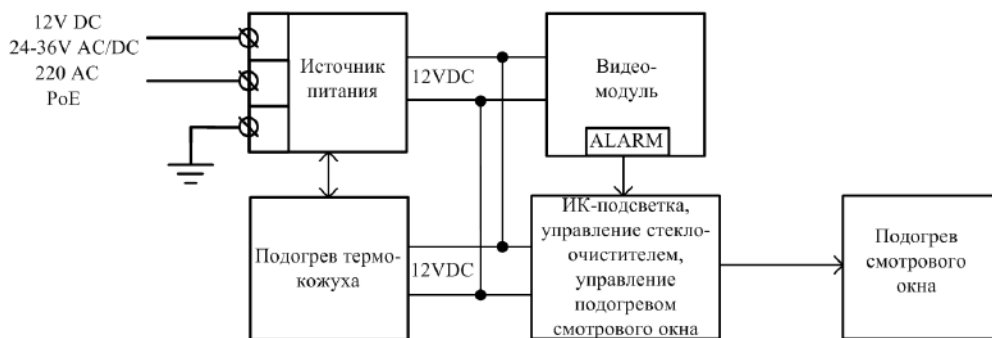 12V DC
24-36V AC/DC
220 AC
PoE
Источник
питания
12VDC
Видео-
модуль
ALARM
Подогрев термо-
кожуха
12VDC
ИК-подсветка,
управление стекло-
очистителем,
управление
подогревом
смотрового окна
Подогрев
смотрового
окна